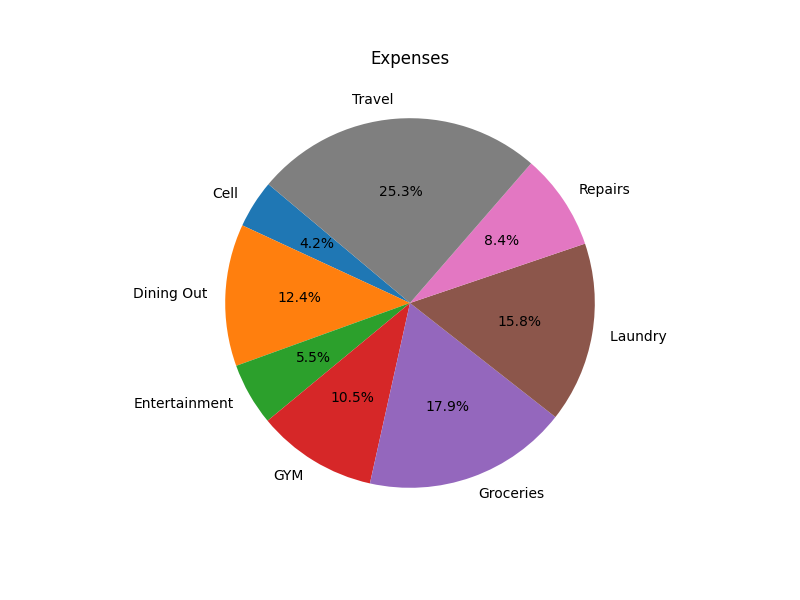 Expenses
Travel
25.3%
Cell
4.2%
Repairs
8.4%
Dining Out
12.4%
Laundry
15.8%
Entertainment
5.5%
GYM
10.5%
Groceries
17.9%